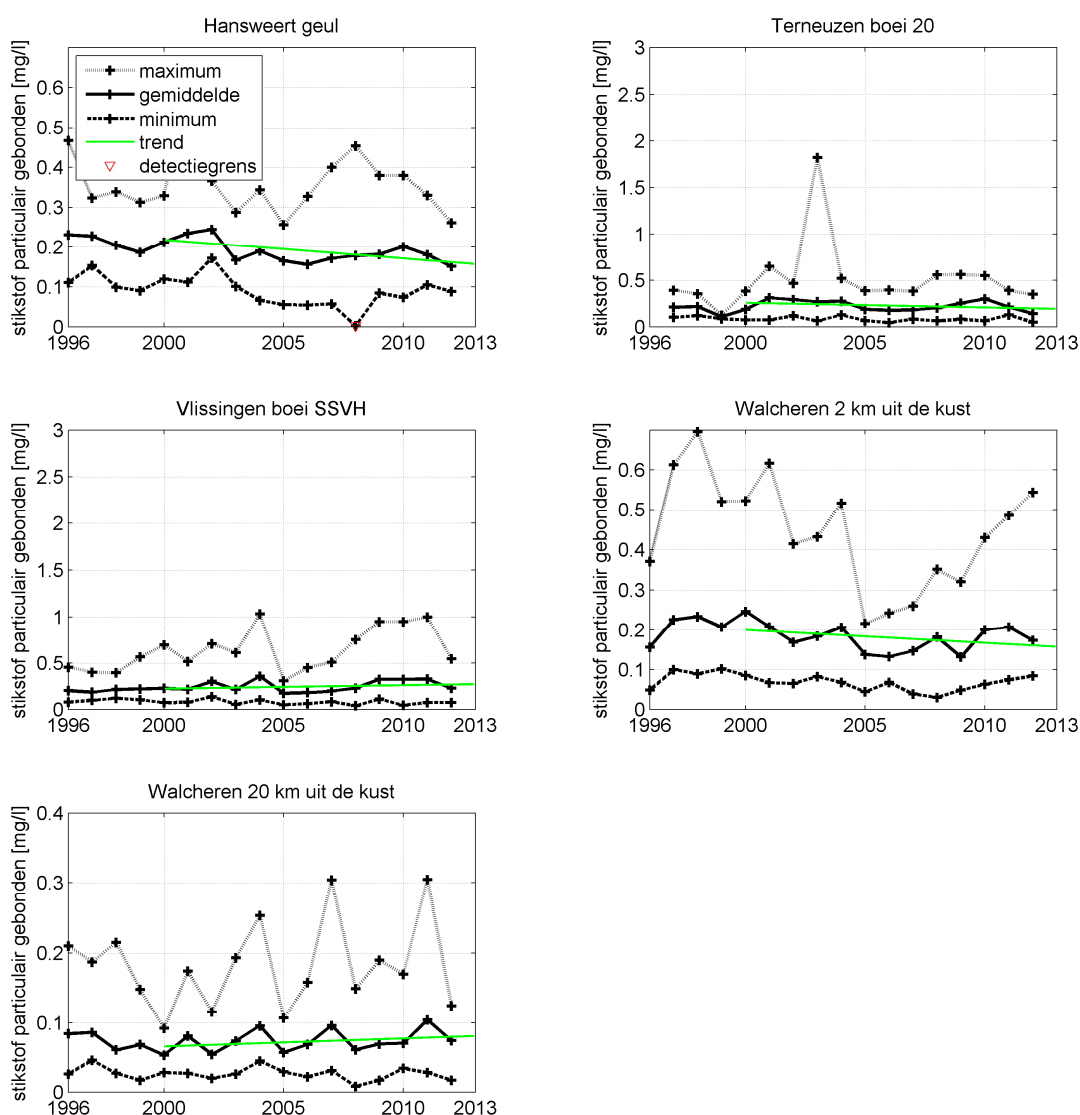 Hansweert geul
stikstof particulair gebonden [mg/l]
0.6
0.5
0.4
0.3
0.2
0.1
0
maximum
gemiddelde
minimum
trend
detectiegrens
1996 2000 2005 2010 2013
Terneuzen boei 20
stikstof particulair gebonden [mg/l]
3
2.5
2
1.5
1
0.5
0
1996 2000 2005 2010 2013
Vlissingen boei SSVH
stikstof particulair gebonden [mg/l]
3
2.5
2
1.5
1
0.5
0
1996 2000 2005 2010 2013
Walcheren 2 km uit de kust
stikstof particulair gebonden [mg/l]
0.6
0.5
0.4
0.3
0.2
0.1
0
1996 2000 2005 2010 2013
Walcheren 20 km uit de kust
stikstof particulair gebonden [mg/l]
0.4
0.3
0.2
0.1
0
1996 2000 2005 2010 2013